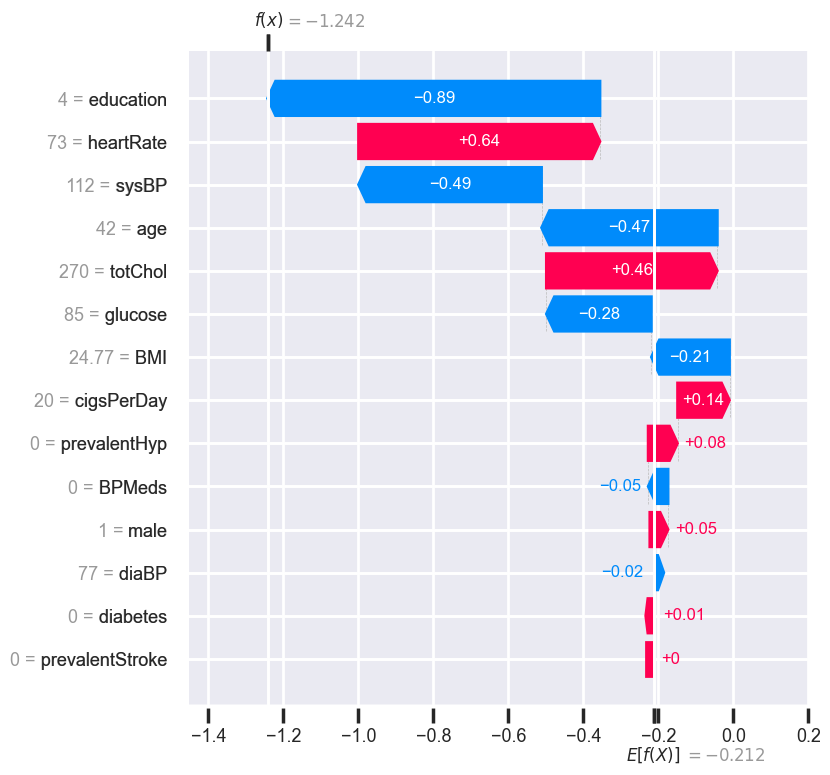 f(x) = −1.242
4 = education −0.89
73 = heartRate +0.64
112 = sysBP −0.49
42 = age −0.47
270 = totChol +0.46
85 = glucose −0.28
24.77 = BMI −0.21
20 = cigsPerDay +0.14
0 = prevalentHyp +0.08
0 = BPMeds −0.05
1 = male +0.05
77 = diaBP −0.02
0 = diabetes +0.01
0 = prevalentStroke +0
−1.4 −1.2 −1.0 −0.8 −0.6 −0.4 −0.2 0.0 0.2
E[f(X)] = −0.212